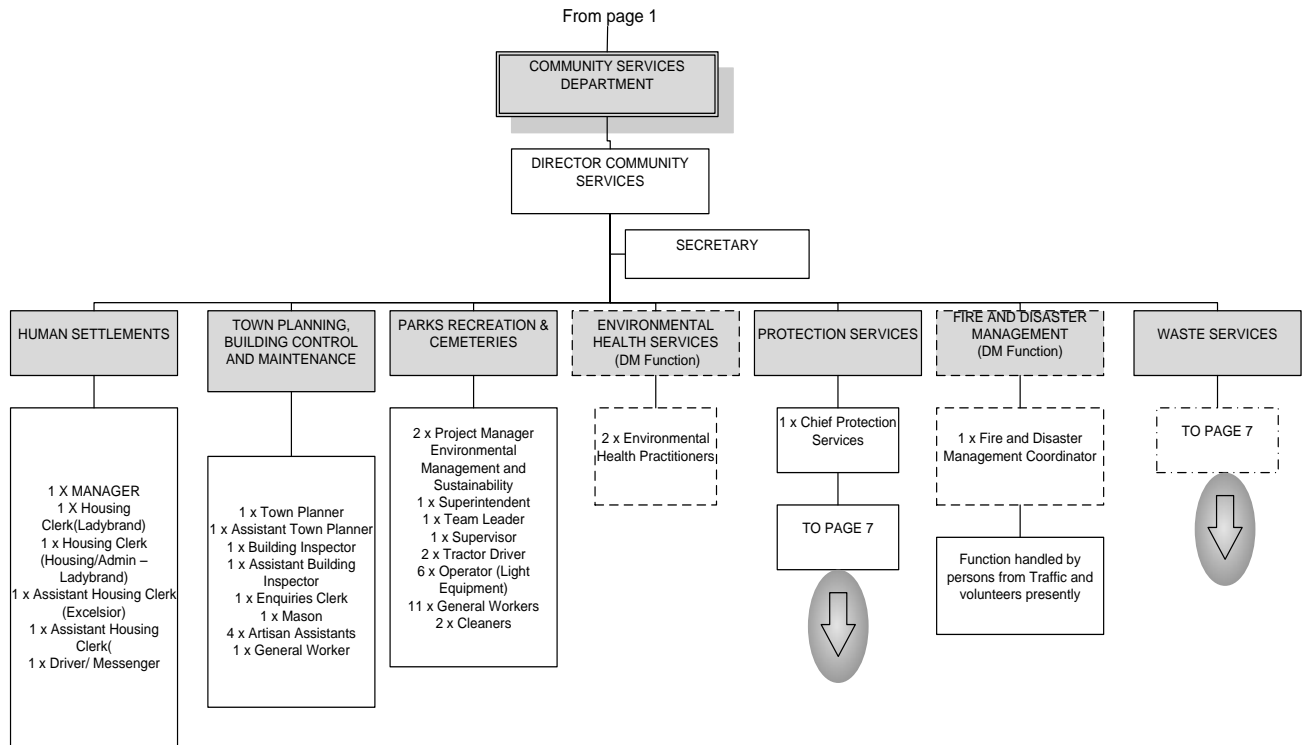 From page 1
COMMUNITY SERVICES
DEPARTMENT
DIRECTOR COMMUNITY
SERVICES
SECRETARY
HUMAN SETTLEMENTS
1 X MANAGER
1 X Housing
Clerk(Ladybrand)
1 x Housing Clerk
(Housing/Admin –
Ladybrand)
1 x Assistant Housing Clerk
(Excelsior)
1 x Assistant Housing
Clerk(
1 x Driver/ Messenger
TOWN PLANNING,
BUILDING CONTROL
AND MAINTENANCE
1 x Town Planner
1 x Assistant Town Planner
1 x Building Inspector
1 x Assistant Building
Inspector
1 x Enquiries Clerk
1 x Mason
4 x Artisan Assistants
1 x General Worker
PARKS RECREATION &
CEMETERIES
2 x Project Manager
Environmental
Management and
Sustainability
1 x Superintendent
1 x Team Leader
1 x Supervisor
2 x Tractor Driver
6 x Operator (Light
Equipment)
11 x General Workers
2 x Cleaners
ENVIRONMENTAL
HEALTH SERVICES
(DM Function)
2 x Environmental
Health Practitioners
PROTECTION SERVICES
1 x Chief Protection
Services
TO PAGE 7
FIRE AND DISASTER
MANAGEMENT
(DM Function)
1 x Fire and Disaster
Management Coordinator
Function handled by
persons from Traffic and
volunteers presently
WASTE SERVICES
TO PAGE 7